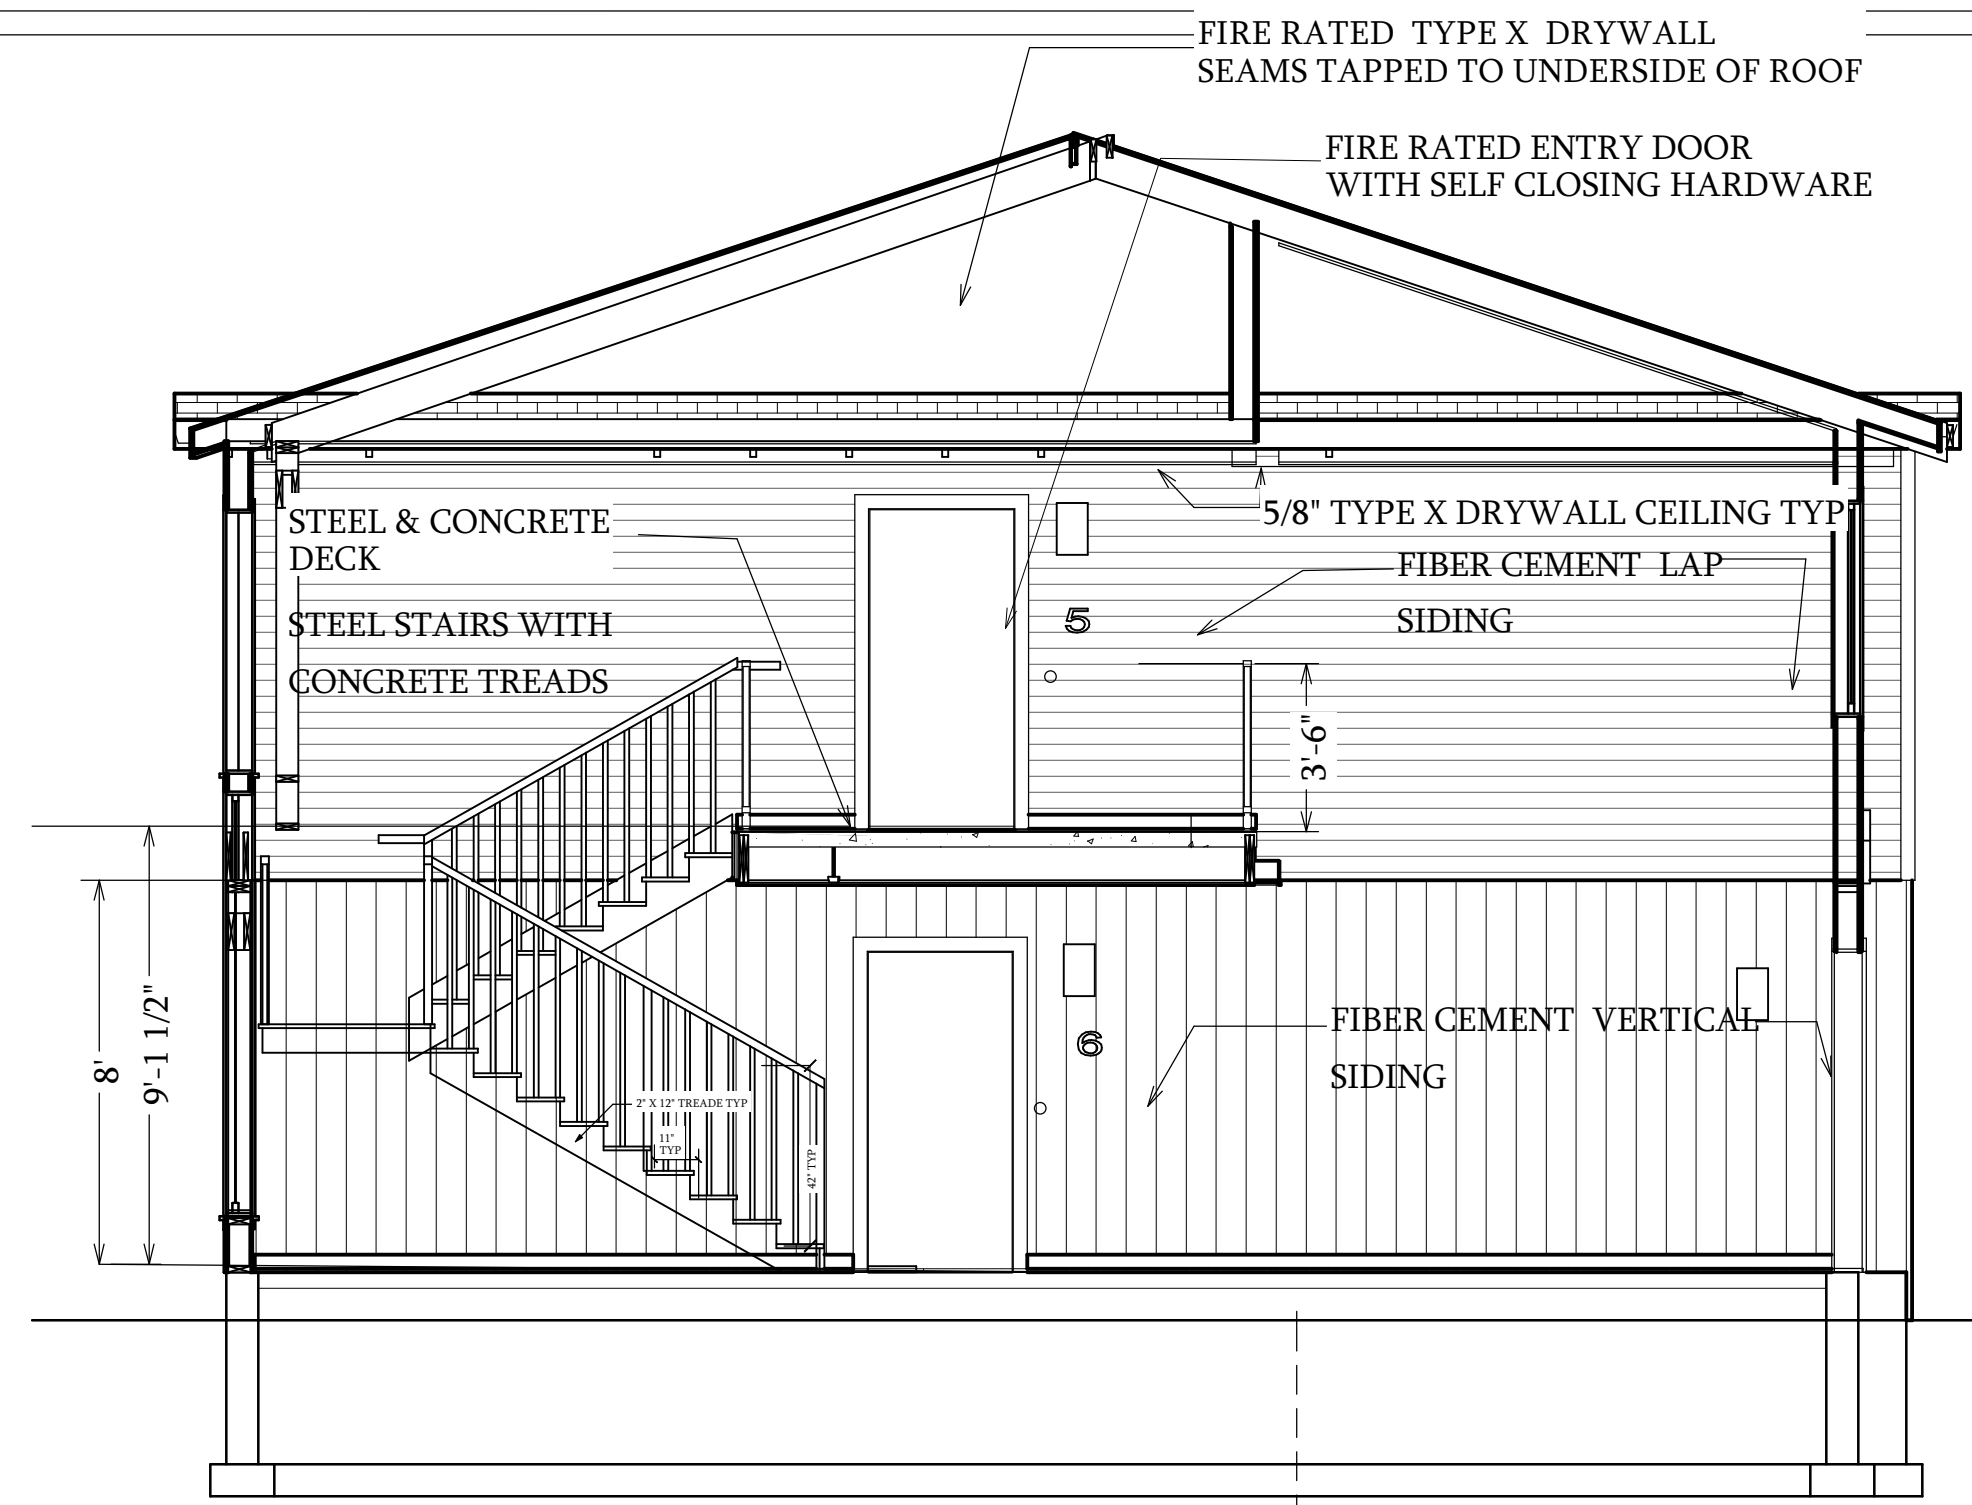 FIRE RATED TYPE X DRYWALL
SEAMS TAPPED TO UNDERSIDE OF ROOF
FIRE RATED ENTRY DOOR
WITH SELF CLOSING HARDWARE
STEEL & CONCRETE
DECK
5/8" TYPE X DRYWALL CEILING TYP
FIBER CEMENT LAP
SIDING
STEEL STAIRS WITH
CONCRETE TREADS
5
3'-6"
8'
9'-1 1/2"
FIBER CEMENT VERTICAL
SIDING
6
2" X 12" TREADE TYP
11"
TYP
42" TYP